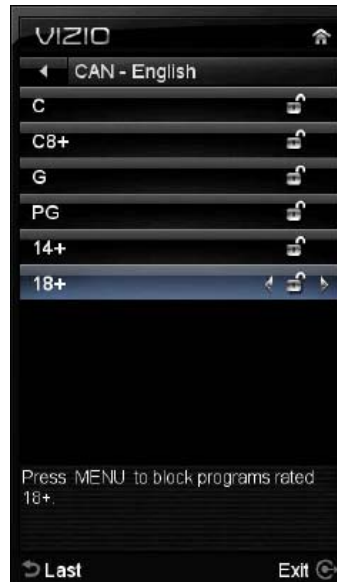 VIZIO
CAN - English
C
C8+
G
PG
14+
18+
Press MENU to block programs rated
18+.
Last Exit